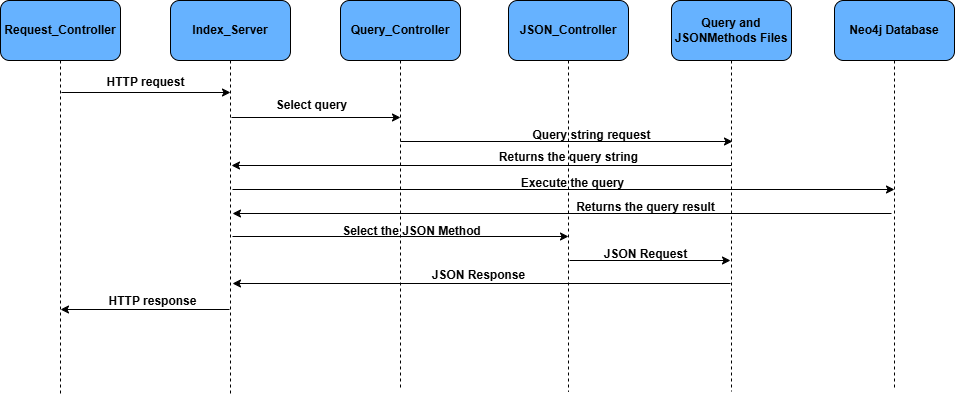 Request_Controller
Index_Server
Query_Controller
JSON_Controller
Query and
JSONMethods Files
Neo4j Database
HTTP request
Select query
Query string request
Returns the query string
Execute the query
Returns the query result
Select the JSON Method
JSON Request
JSON Response
HTTP response